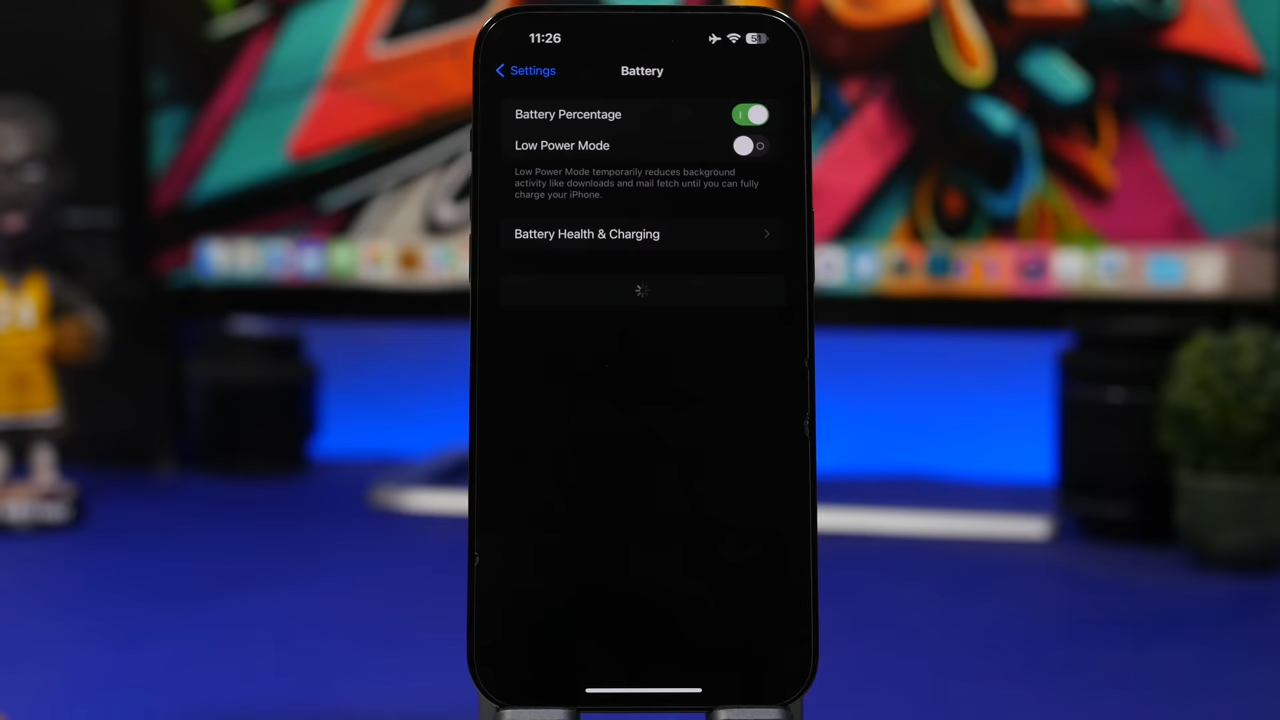 11:26
51
Settings
Battery
Battery Percentage
Low Power Mode
Low Power Mode temporarily reduces background
activity like downloads and mail fetch until you can fully
charge your iPhone.
Battery Health & Charging